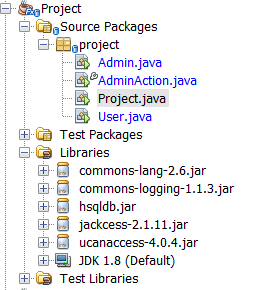 Project
Source Packages
project
Admin.java
AdminAction.java
Project.java
User.java
Test Packages
Libraries
commons-lang-2.6.jar
commons-logging-1.1.3.jar
hsqldb.jar
jackcess-2.1.11.jar
ucanaccess-4.0.4.jar
JDK 1.8 (Default)
Test Libraries